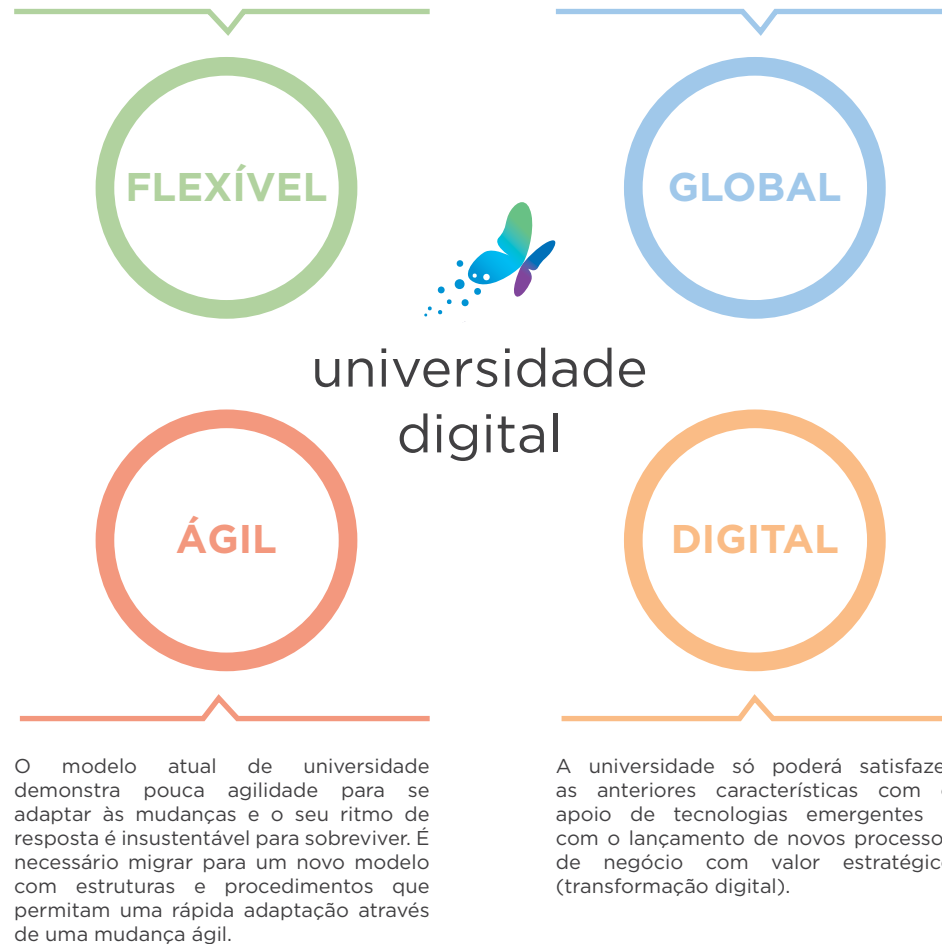 FLEXÍVEL
GLOBAL
universidade
digital
ÁGIL
DIGITAL
O modelo atual de universidade
demonstra pouca agilidade para se
adaptar às mudanças e o seu ritmo de
resposta é insustentável para sobreviver. É
necessário migrar para um novo modelo
com estruturas e procedimentos que
permitam uma rápida adaptação através
de uma mudança ágil.
A universidade só poderá satisfaze
as anteriores características com
apoio de tecnologias emergentes
com o lançamento de novos processo
de negócio com valor estratégic
(transformação digital).